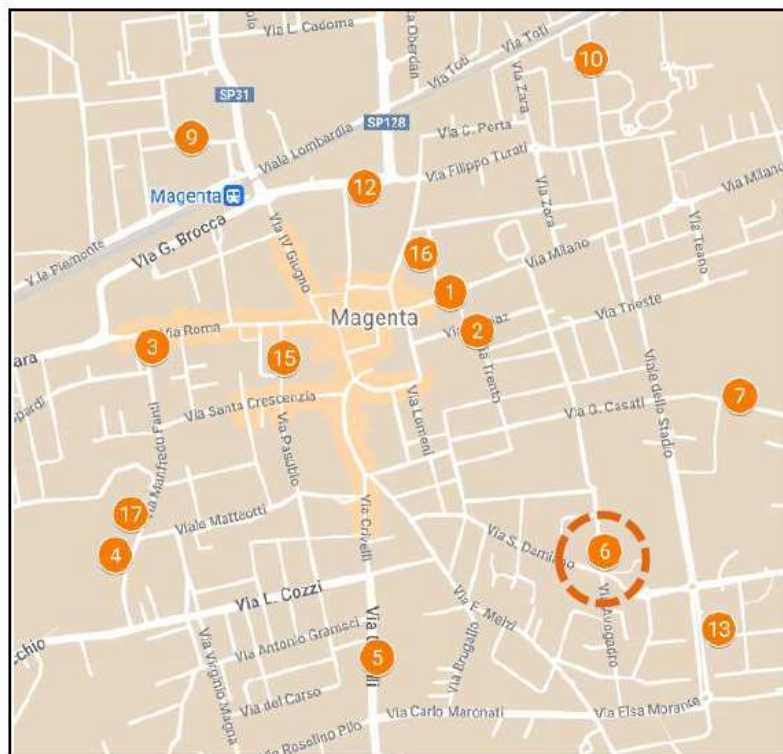 Via L. Cadorna
Via Oberdan
Via Toti
Via Toti
10
SP31
Via Zara
9
Viale Lombardia
SP128
Via C. Perta
Via Filippo Turati
Via Milano
Magenta
12
Via G. Brocca
Via Zara
Via Teano
V.le Piemonte
Via IV Giugno
16
Via Milano
1
Via Trieste
Magenta
Via Roma
2
3
15
Via Trento
Via Santa Crescenzia
Via Lomeni
Via G. Casati
Viale dello Stadio
7
Via Manfredo Fanti
Via Pasubio
17
Viale Matteotti
4
Via Crivelli
Via S. Damiano
6
Via L. Cozzi
Via F. Melzi
Via Avogadro
13
Via Antonio Gramsci
5
Via Brugallo
Via Virginio Magna
Via del Carso
Via Carlo Maronati
Via Elsa Morante
Via Rosolino Pilo